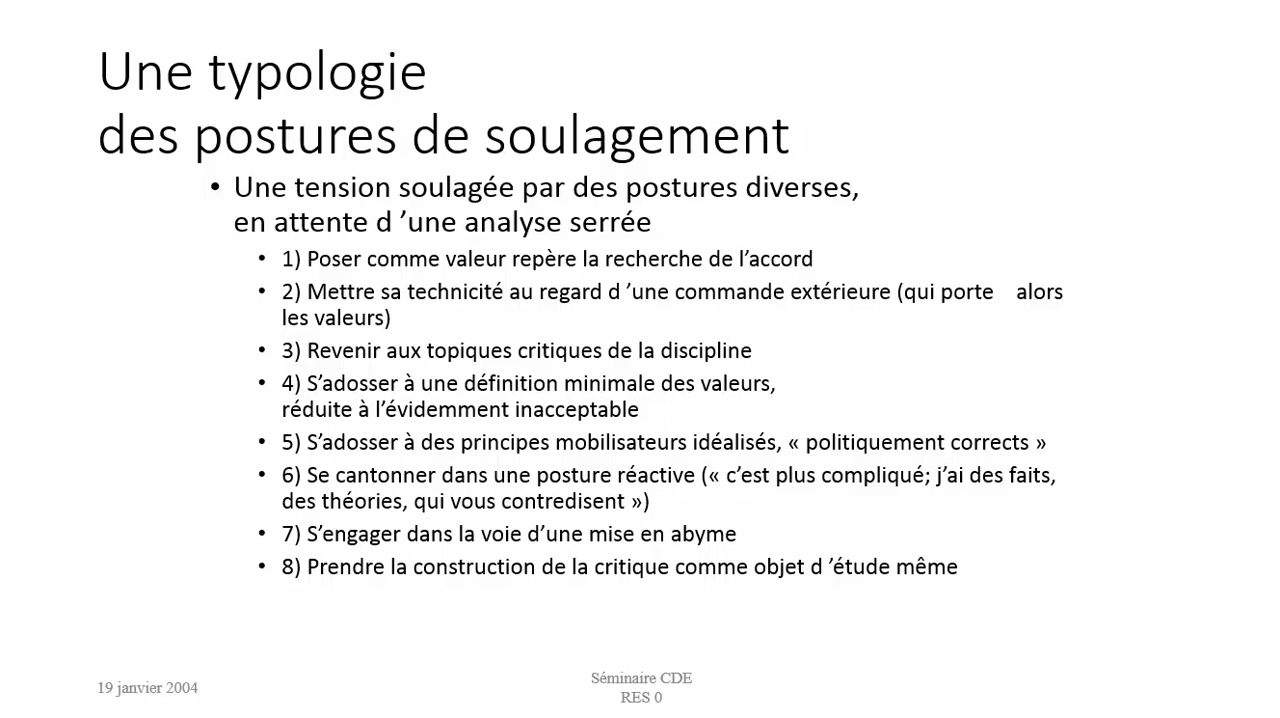 Une typologie
des postures de soulagement
• Une tension soulagée par des postures diverses,
en attente d ’une analyse serrée
• 1) Poser comme valeur repère la recherche de l’accord
• 2) Mettre sa technicité au regard d ’une commande extérieure (qui porte alors
les valeurs)
• 3) Revenir aux topiques critiques de la discipline
• 4) S’adosser à une définition minimale des valeurs,
réduite à l’évidemment inacceptable
• 5) S’adosser à des principes mobilisateurs idéalisés, « politiquement corrects »
• 6) Se cantonner dans une posture réactive (« c’est plus compliqué; j’ai des faits,
des théories, qui vous contredisent »)
• 7) S’engager dans la voie d’une mise en abyme
• 8) Prendre la construction de la critique comme objet d ’étude même
19 janvier 2004
Séminaire CDE
RES 0